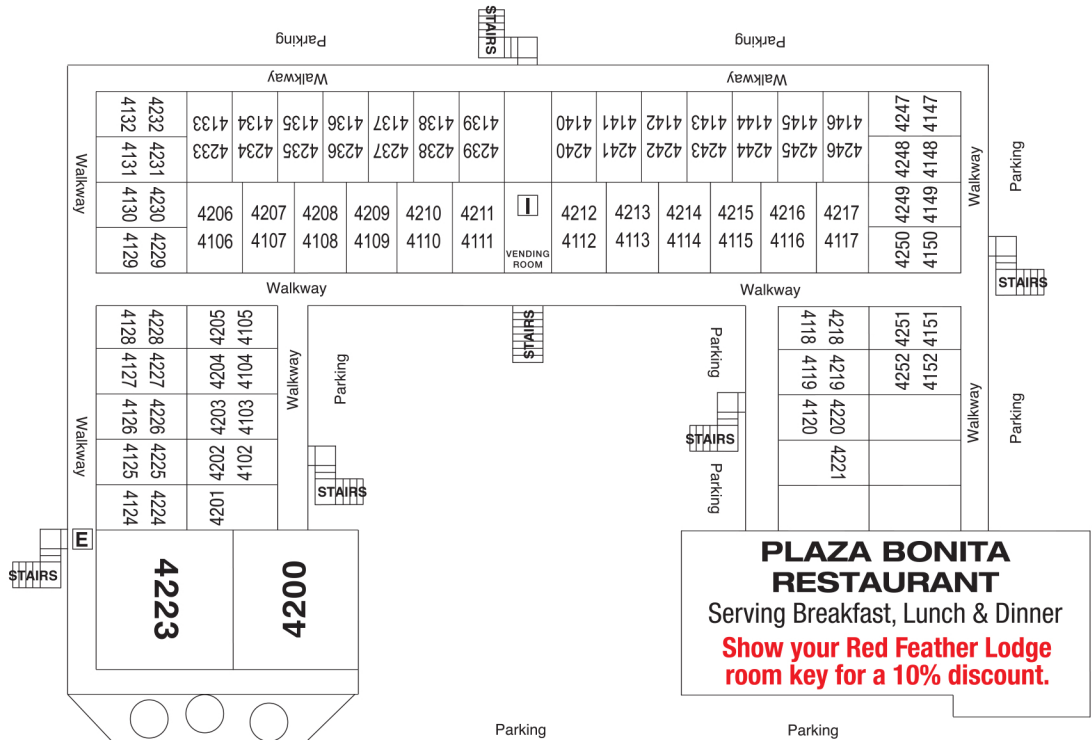 STAIRS
Parking
Parking
Walkway
Walkway
4132 4232
4131 4231
4130 4230
4129 4229
4133 4134 4135 4136 4137 4138 4139
4233 4234 4235 4236 4237 4238 4239
4140 4141 4142 4143 4144 4145 4146
4240 4241 4242 4243 4244 4245 4246
4247 4147
4248 4148
4249 4149
4250 4150
Walkway
Walkway
Parking
4206 4207 4208 4209 4210 4211
4106 4107 4108 4109 4110 4111
I
VENDING
ROOM
4212 4213 4214 4215 4216 4217
4112 4113 4114 4115 4116 4117
STAIRS
Walkway
Walkway
4128 4228
4127 4227
4126 4226
4125 4225
4124 4224
4205 4105
4204 4104
4203 4103
4202 4102
4201
Walkway
Walkway
Parking
STAIRS
STAIRS
Parking
STAIRS
Parking
4118 4218
4119 4219
4120 4220
4221
4251 4151
4252 4152
Walkway
Parking
E
STAIRS
4223
4200
PLAZA BONITA
RESTAURANT
Serving Breakfast, Lunch & Dinner
Show your Red Feather Lodge
room key for a 10% discount.
Parking
Parking